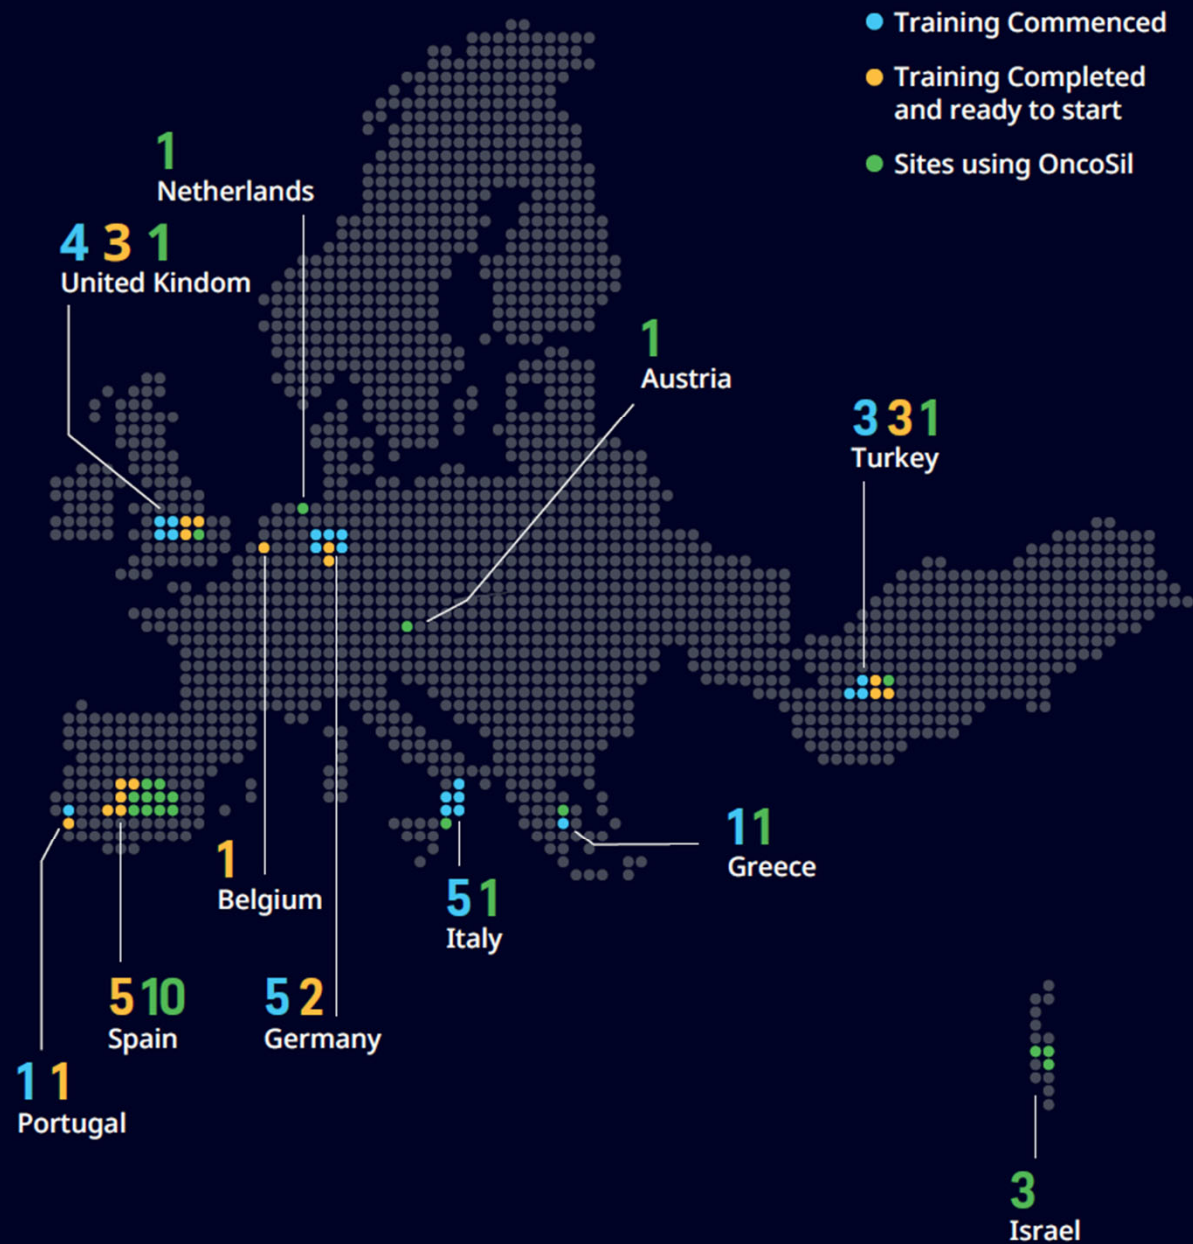 Training Commenced
Training Completed
and ready to start
Sites using OncoSil
1
Netherlands
4 3 1
United Kindom
1
Austria
3 3 1
Turkey
1 1
Greece
1
Belgium
5 1
Italy
5 10
Spain
5 2
Germany
1 1
Portugal
3
Israel